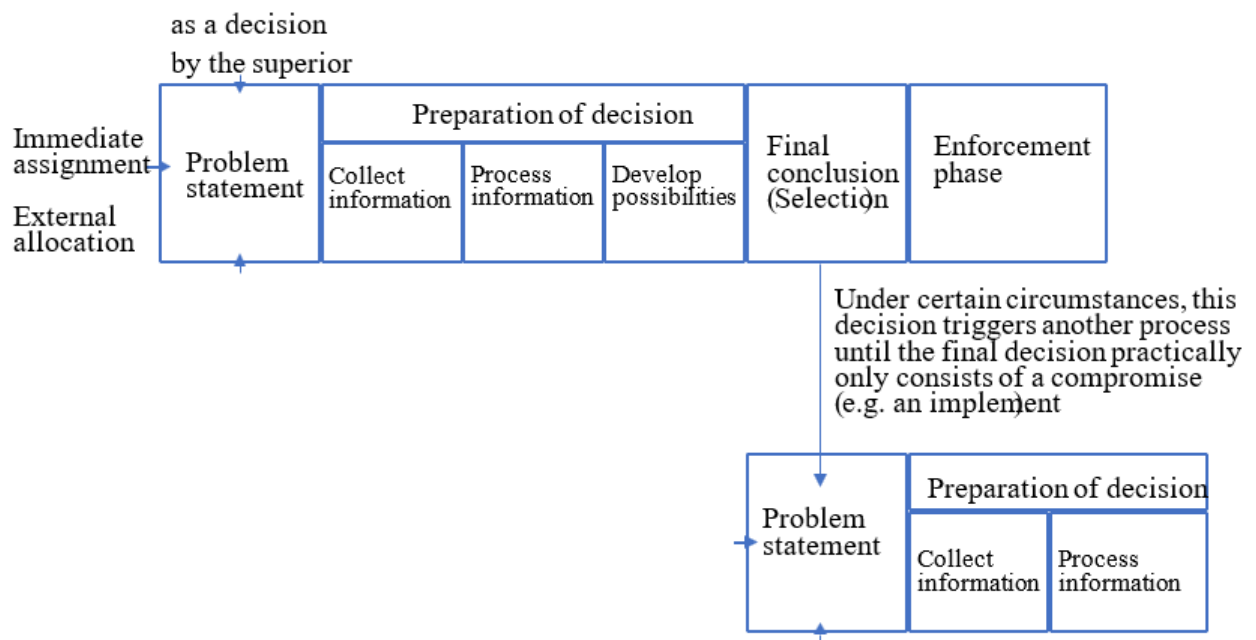 as a decision
by the superior
Immediate
assignment
External
allocation
Problem
statement
Preparation of decision
Collect
information
Process
information
Develop
possibilities
Final
conclusion
(Selection)
Enforcement
phase
Under certain circumstances, this
decision triggers another process
until the final decision practically
only consists of a compromise
(e.g. an implement)
Problem
statement
Preparation of decision
Collect
information
Process
information